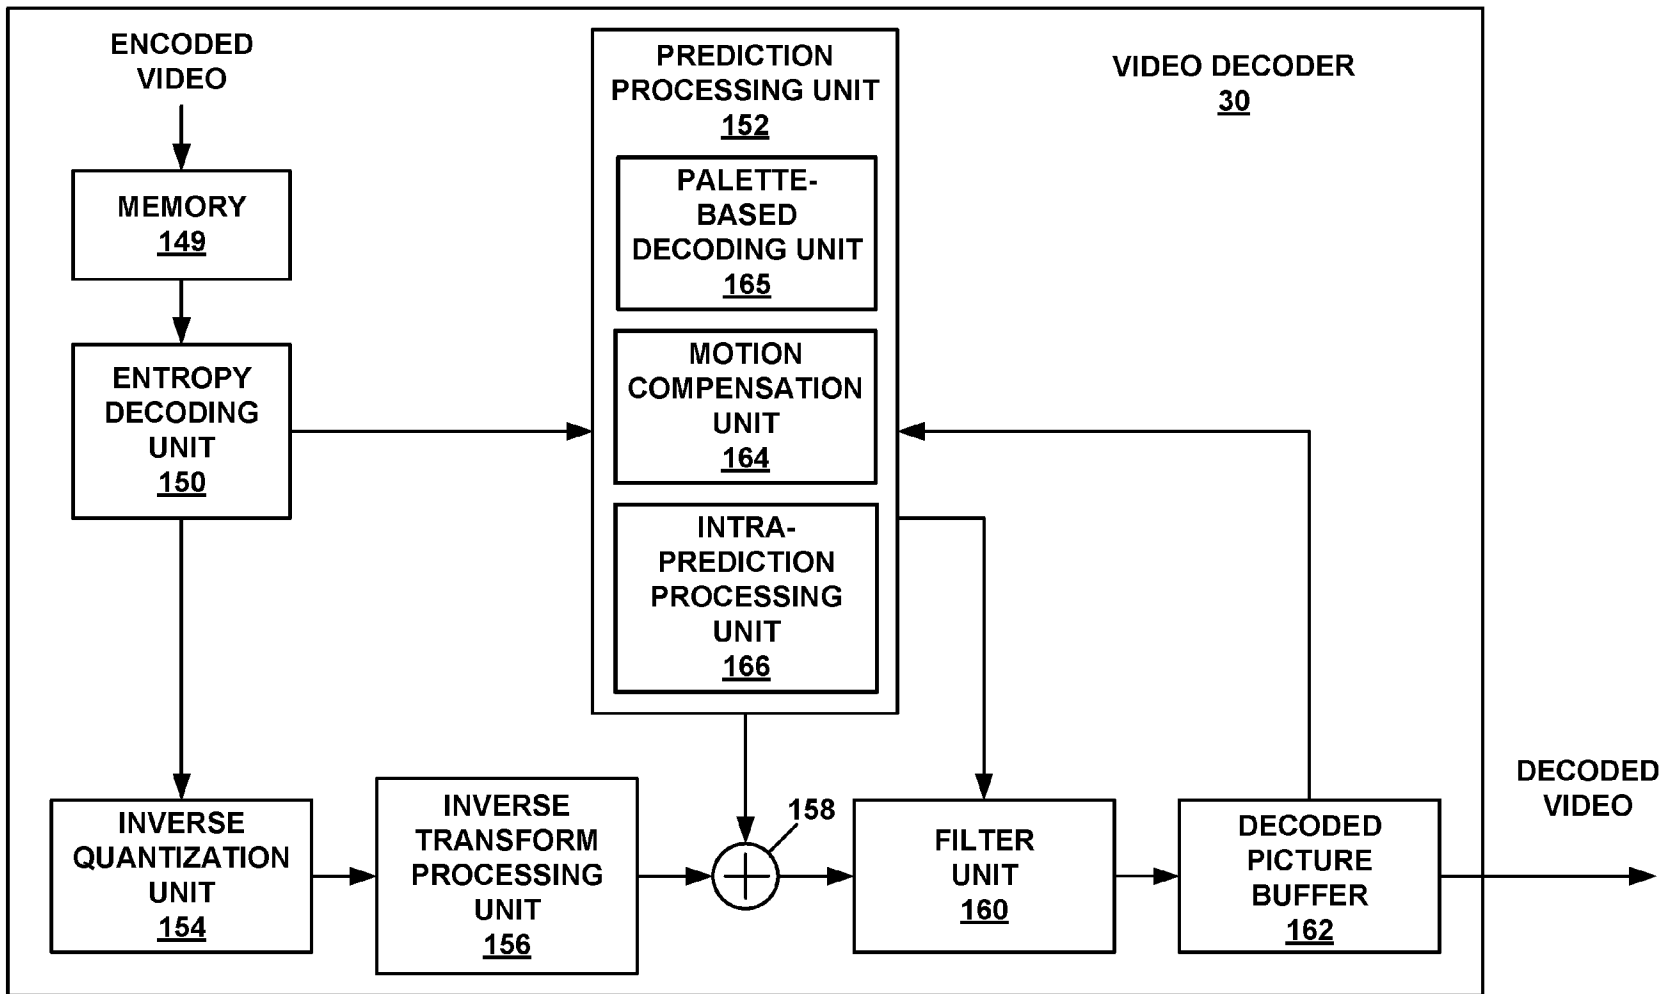 ENCODED
VIDEO
MEMORY
149
ENTROPY
DECODING
UNIT
150
PREDICTION
PROCESSING UNIT
152
PALETTE-
BASED
DECODING UNIT
165
MOTION
COMPENSATION
UNIT
164
INTRA-
PREDICTION
PROCESSING
UNIT
166
VIDEO DECODER
30
INVERSE
QUANTIZATION
UNIT
154
INVERSE
TRANSFORM
PROCESSING
UNIT
156
158
FILTER
UNIT
160
DECODED
PICTURE
BUFFER
162
DECODED
VIDEO